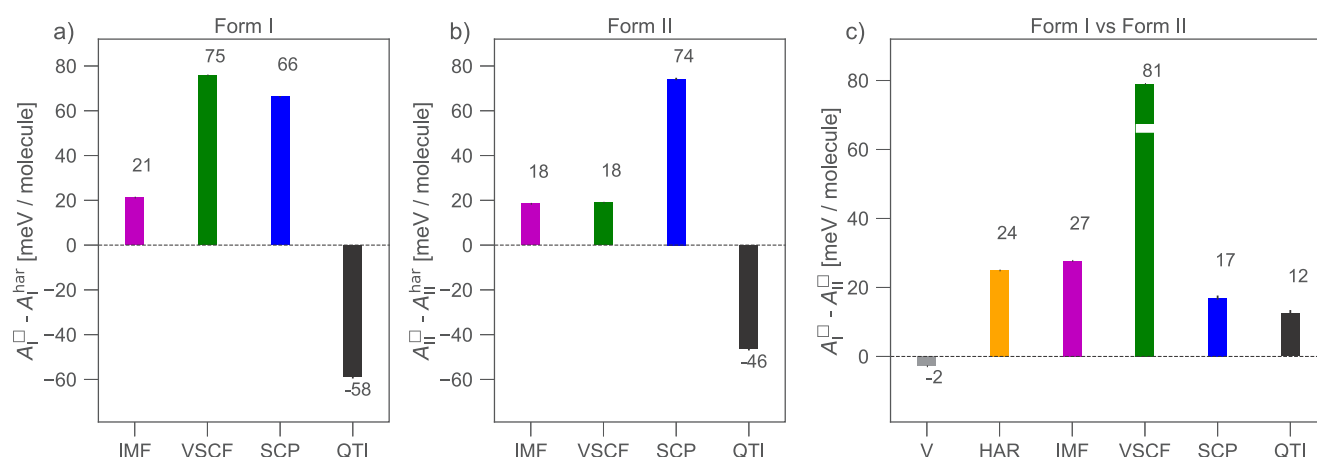 a)
Form I
A_I^□ - A_I^har [meV / molecule]
80
60
40
20
0
−20
−40
−60
21
75
66
-58
IMF VSCF SCP QTI
b)
Form II
A_II^□ - A_II^har [meV / molecule]
80
60
40
20
0
−20
−40
−60
18
18
74
-46
IMF VSCF SCP QTI
c)
Form I vs Form II
A_I^□ - A_II^□ [meV / molecule]
80
60
40
20
0
-2
24
27
81
17
12
V HAR IMF VSCF SCP QTI